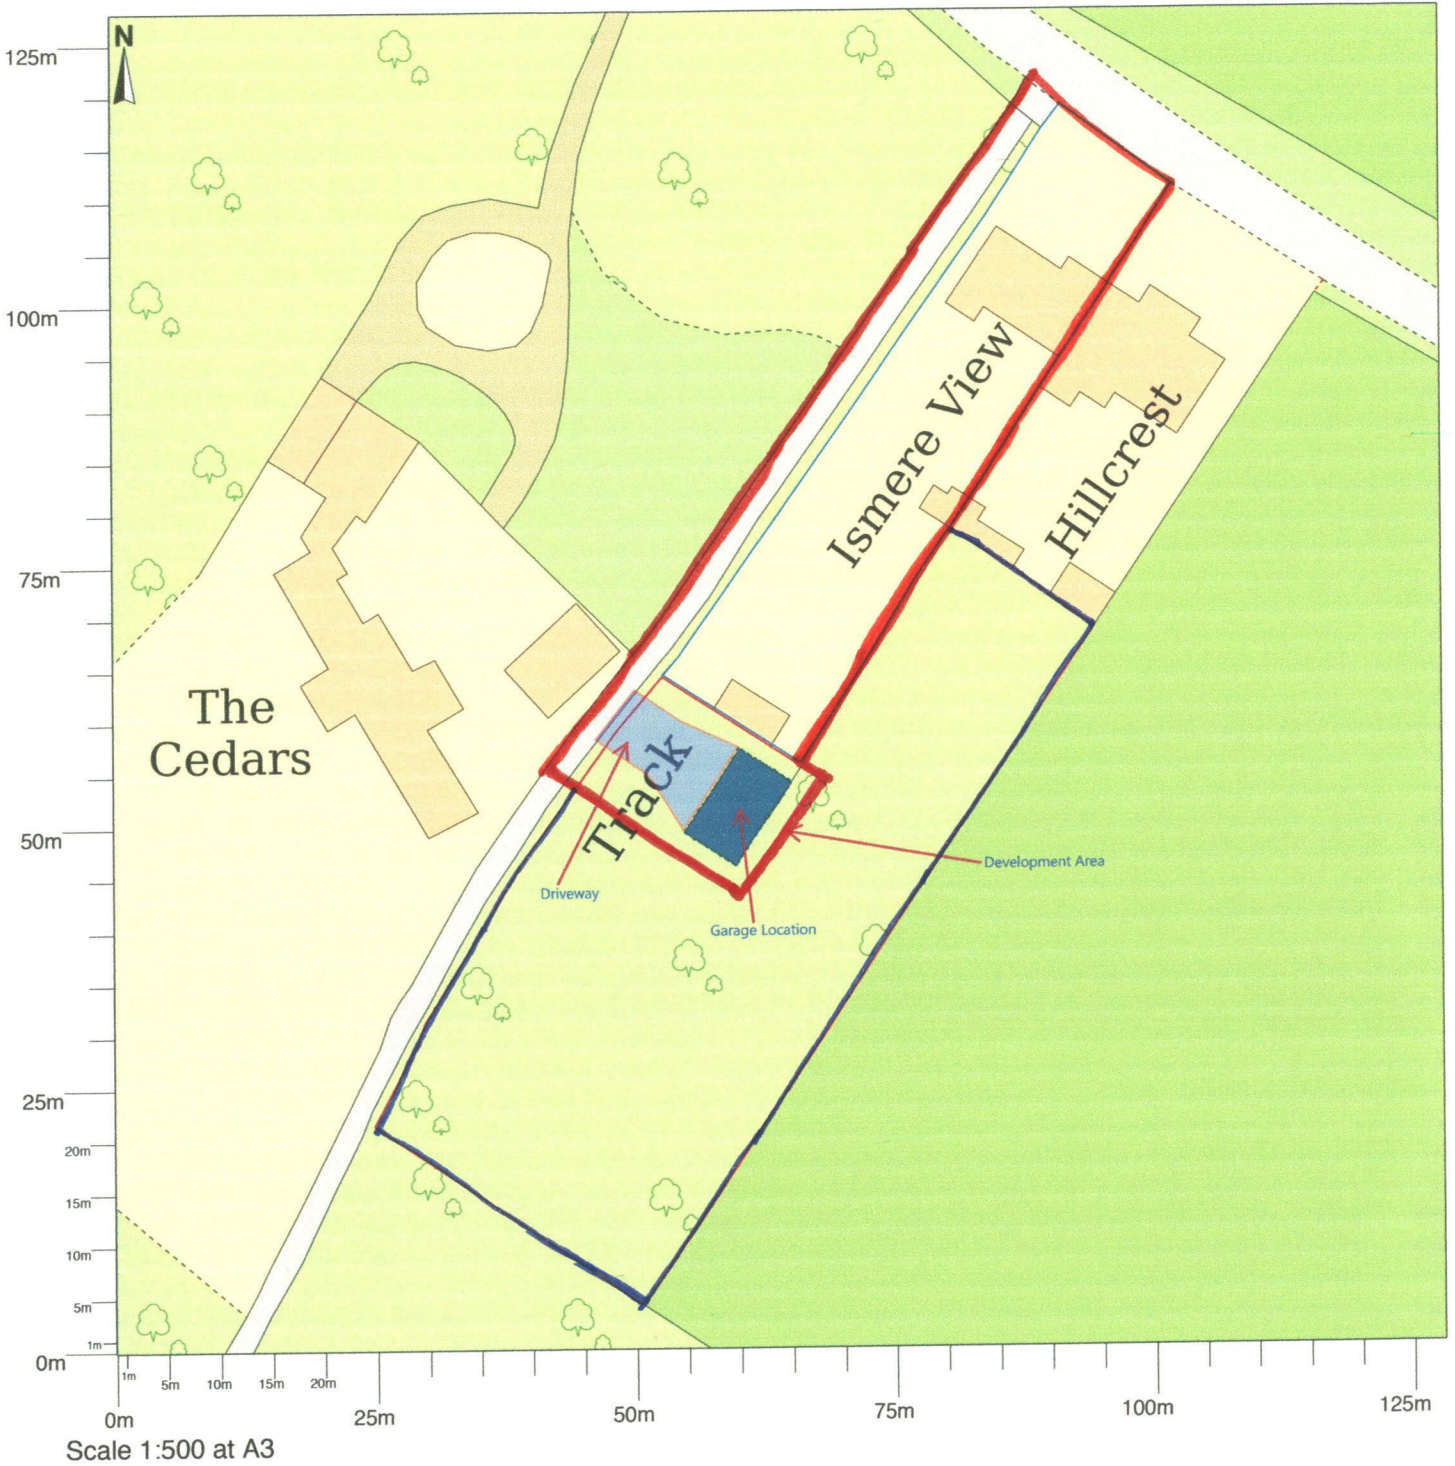 N
125m
100m
75m
50m
25m
20m
15m
10m
5m
1m
0m
Ismere View
Hillcrest
The
Cedars
Track
Development Area
Driveway
Garage Location
1m
5m
10m
15m
20m
0m
25m
50m
75m
100m
125m
Scale 1:500 at A3